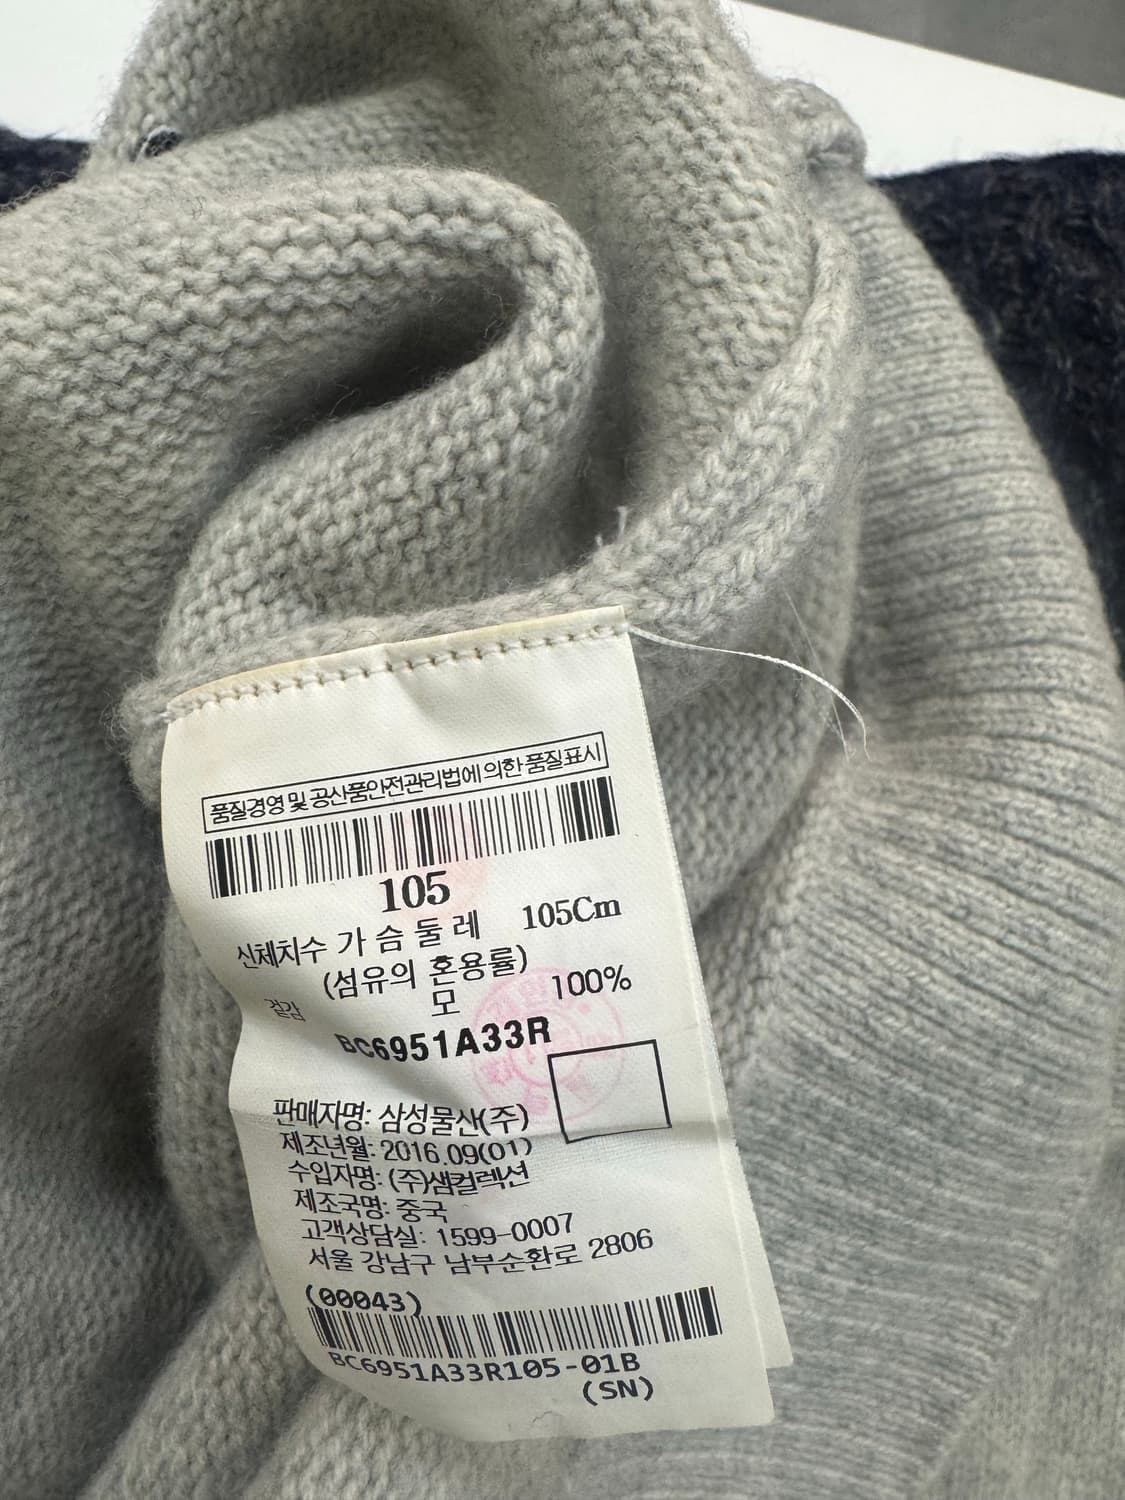 품질경영 및 공산품안전관리법에 의한 품질표시
105
신체치수 가 슴 둘 레 105Cm
(섬유의 혼용률)
겉감 모 100%
BC6951A33R
판매자명: 삼성물산(주)
제조년월: 2016.09(01)
수입자명: (주)샘컬렉션
제조국명: 중국
고객상담실: 1599-0007
서울 강남구 남부순환로 2806
(00043)
BC6951A33R105-01B
(SN)